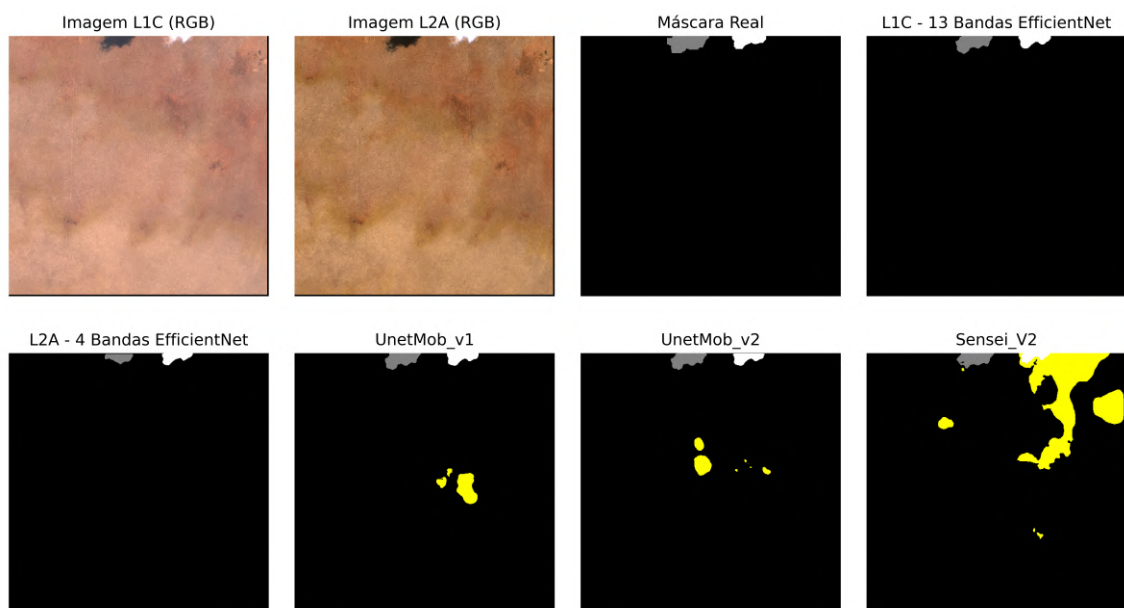 Imagem L1C (RGB)
Imagem L2A (RGB)
Máscara Real
L1C - 13 Bandas EfficientNet
L2A - 4 Bandas EfficientNet
UnetMob_v1
UnetMob_v2
Sensei_V2